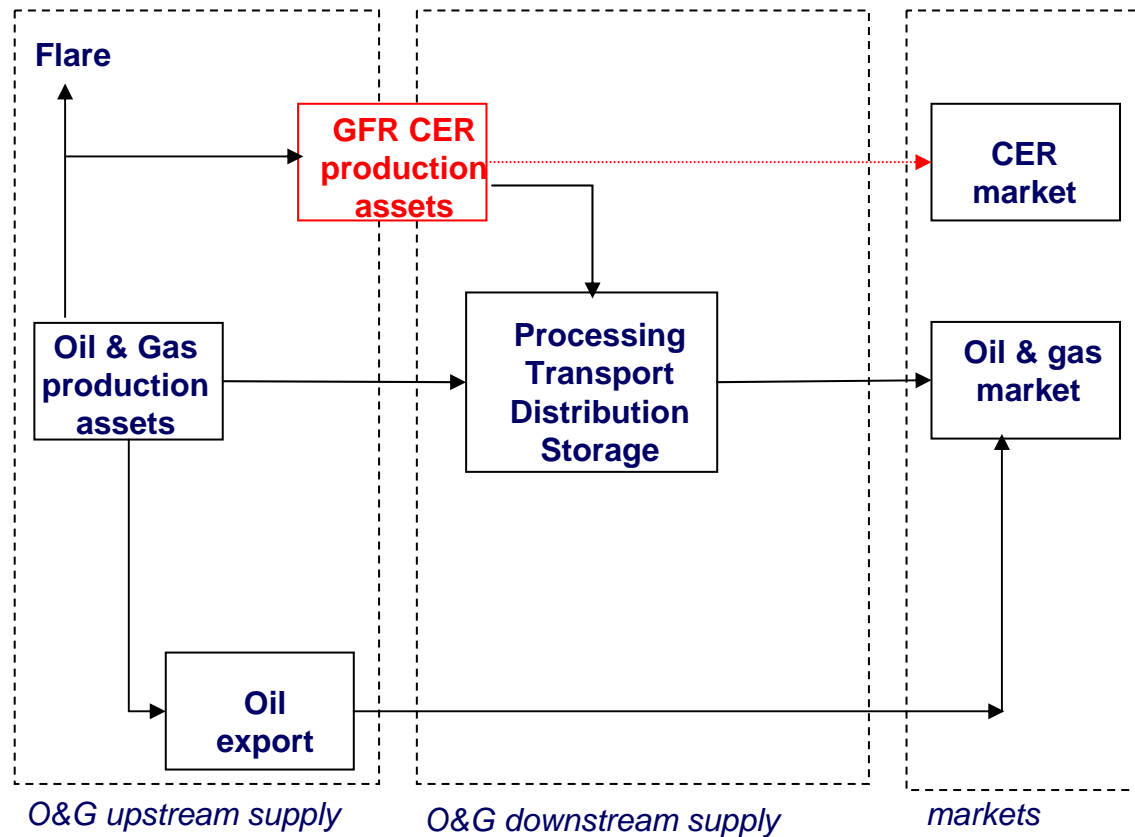 Flare
GFR CER
production
assets
CER
market
Oil & Gas
production
assets
Processing
Transport
Distribution
Storage
Oil & gas
market
Oil
export
O&G upstream supply
O&G downstream supply
markets